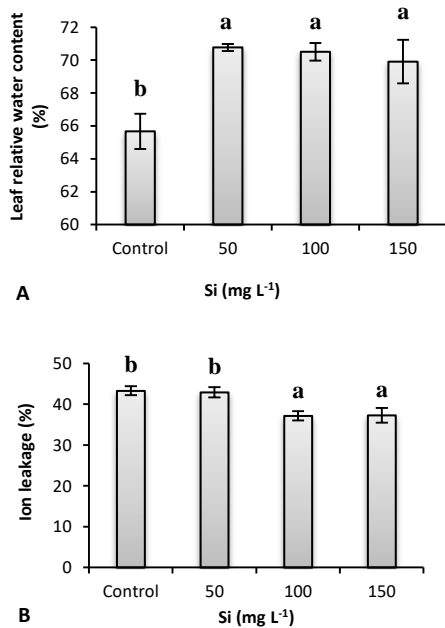 Leaf relative water content
(%)
72
70
68
66
64
62
60
b
a
a
a
Control 50 100 150
Si (mg L⁻¹)
A
Ion leakage (%)
50
40
30
20
10
0
b
b
a
a
Control 50 100 150
Si (mg L⁻¹)
B